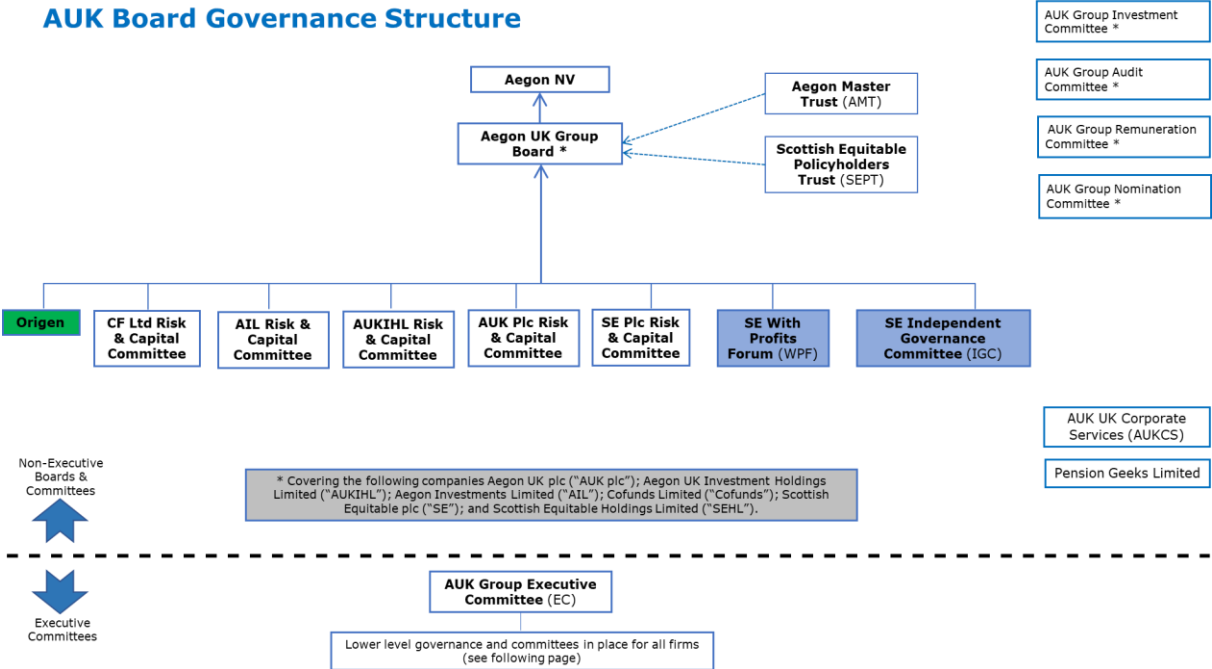 AUK Board Governance Structure
AUK Group Investment
Committee *
AUK Group Audit
Committee *
AUK Group Remuneration
Committee *
AUK Group Nomination
Committee *
Aegon NV
Aegon UK Group
Board *
Aegon Master
Trust (AMT)
Scottish Equitable
Policyholders
Trust (SEPT)
Origen
CF Ltd Risk
& Capital
Committee
AIL Risk &
Capital
Committee
AUKIHL Risk
& Capital
Committee
AUK Plc Risk
& Capital
Committee
SE Plc Risk
& Capital
Committee
SE With
Profits
Forum (WPF)
SE Independent
Governance
Committee (IGC)
AUK UK Corporate
Services (AUKCS)
Pension Geeks Limited
Non-Executive
Boards &
Committees
* Covering the following companies Aegon UK plc (“AUK plc”); Aegon UK Investment Holdings
Limited (“AUKIHL”); Aegon Investments Limited (“AIL”); Cofunds Limited (“Cofunds”); Scottish
Equitable plc (“SE”); and Scottish Equitable Holdings Limited (“SEHL”).
Executive
Committees
AUK Group Executive
Committee (EC)
Lower level governance and committees in place for all firms
(see following page)